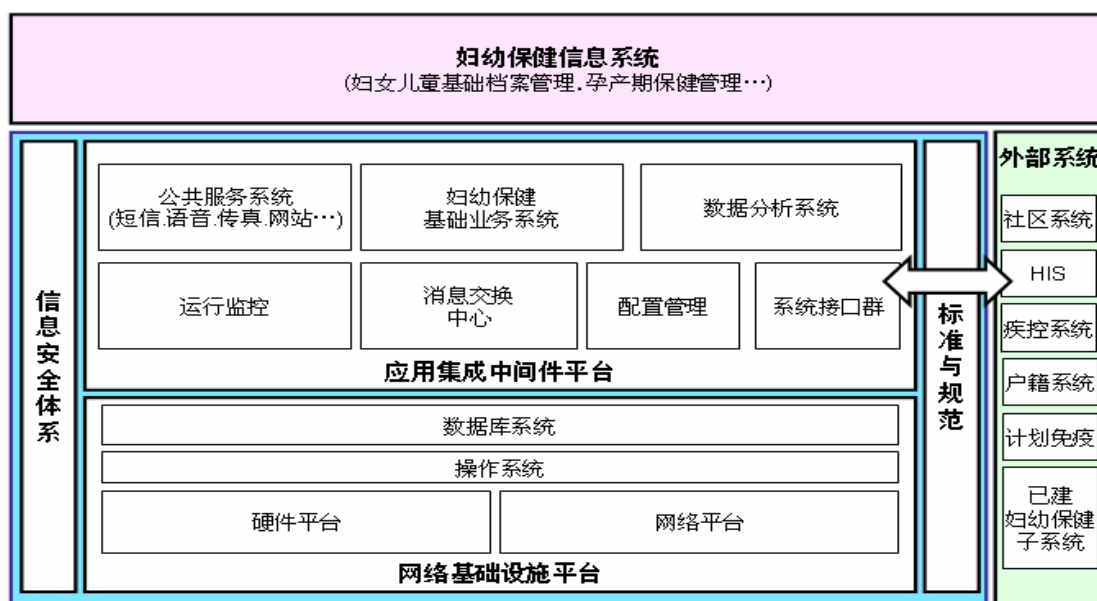 妇幼保健信息系统
(妇女儿童基础档案管理.孕产期保健管理…)
信息安全体系
公共服务系统
(短信.语音.传真.网站…)
妇幼保健
基础业务系统
数据分析系统
运行监控
消息交换
中心
配置管理
系统接口群
应用集成中间件平台
数据库系统
操作系统
硬件平台
网络平台
网络基础设施平台
标准与规范
外部系统
社区系统
HIS
疾控系统
户籍系统
计划免疫
已建
妇幼保健
子系统